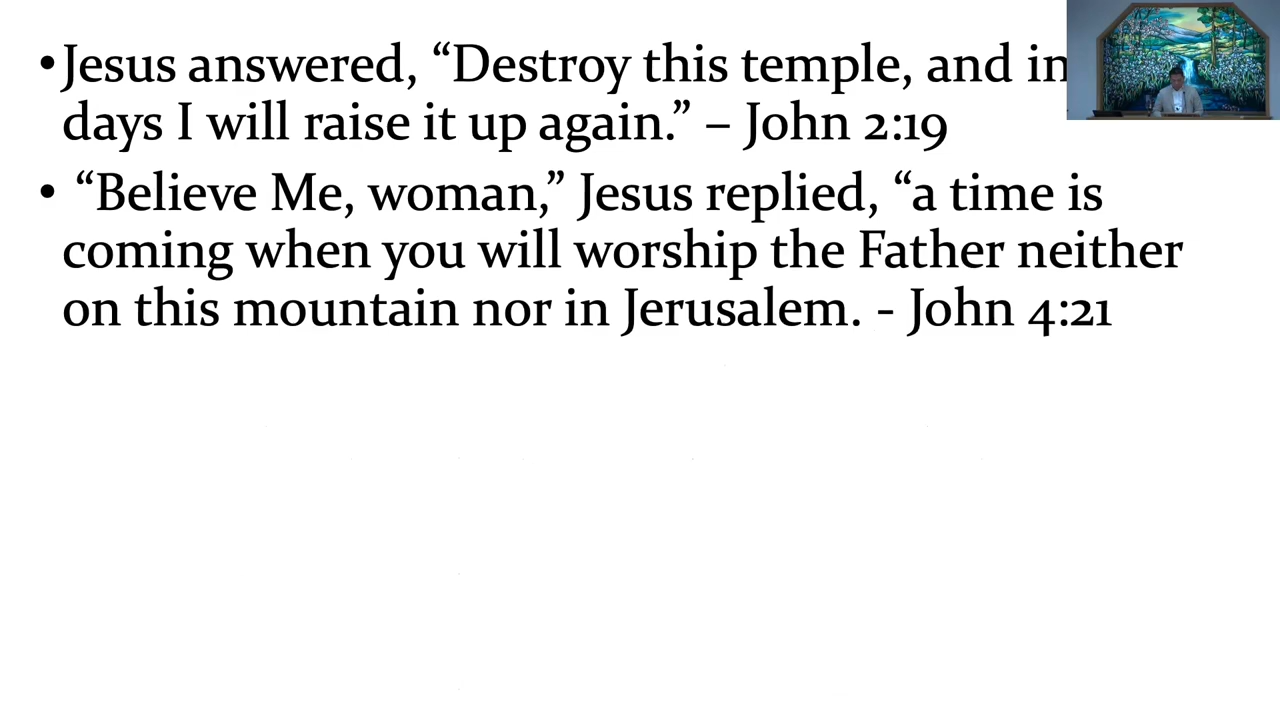 •Jesus answered, “Destroy this temple, and in
days I will raise it up again.” – John 2:19
• “Believe Me, woman,” Jesus replied, “a time is
coming when you will worship the Father neither
on this mountain nor in Jerusalem. - John 4:21